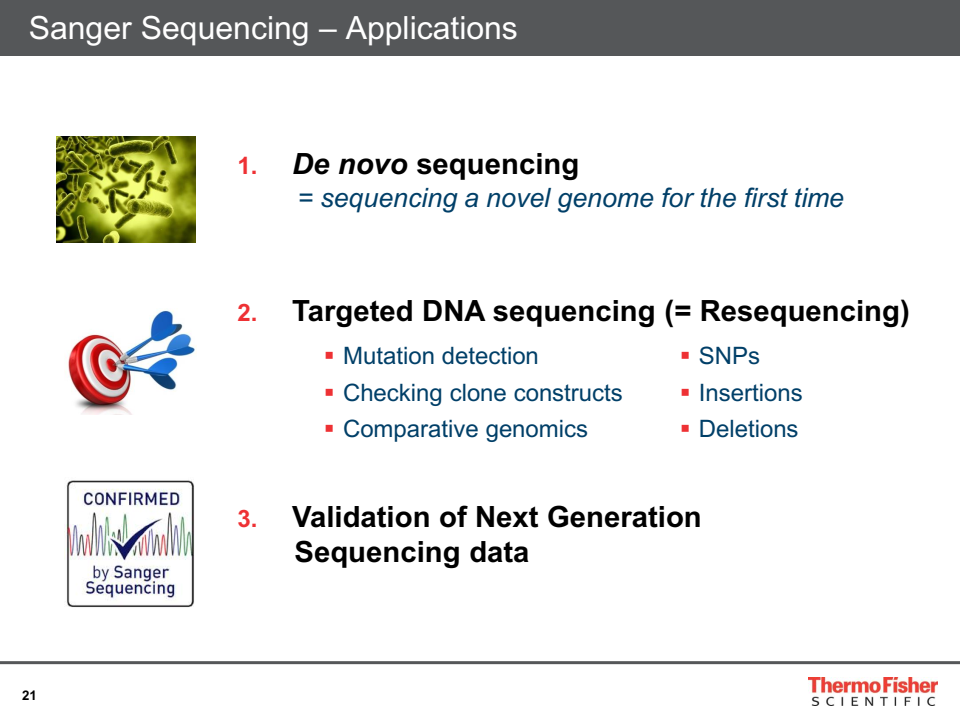 Sanger Sequencing – Applications
1. De novo sequencing
= sequencing a novel genome for the first time
2. Targeted DNA sequencing (= Resequencing)
▪ Mutation detection ▪ SNPs
▪ Checking clone constructs ▪ Insertions
▪ Comparative genomics ▪ Deletions
CONFIRMED
by Sanger
Sequencing
3. Validation of Next Generation
Sequencing data
21
ThermoFisher
SCIENTIFIC